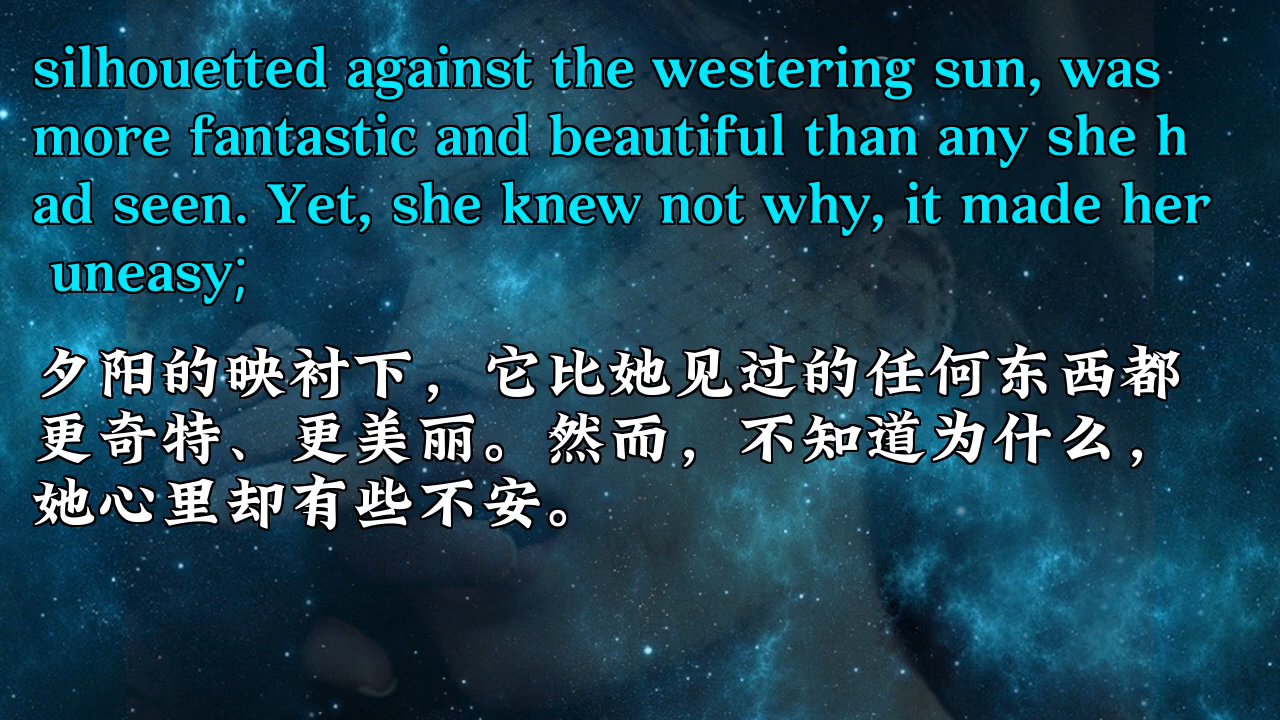 silhouetted against the westering sun, was
more fantastic and beautiful than any she h
ad seen. Yet, she knew not why, it made her
uneasy;
夕阳的映衬下，它比她见过的任何东西都
更奇特、更美丽。然而，不知道为什么，
她心里却有些不安。